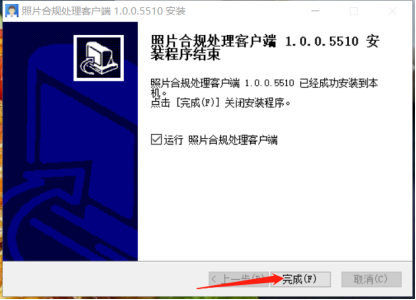 照片合规处理客户端 1.0.0.5510 安装
照片合规处理客户端 1.0.0.5510 安
装程序结束
照片合规处理客户端 1.0.0.5510 已经成功安装到本
机。
点击 [完成(F)] 关闭安装程序。
运行 照片合规处理客户端
< 上一步(P)
完成(F)
取消(C)